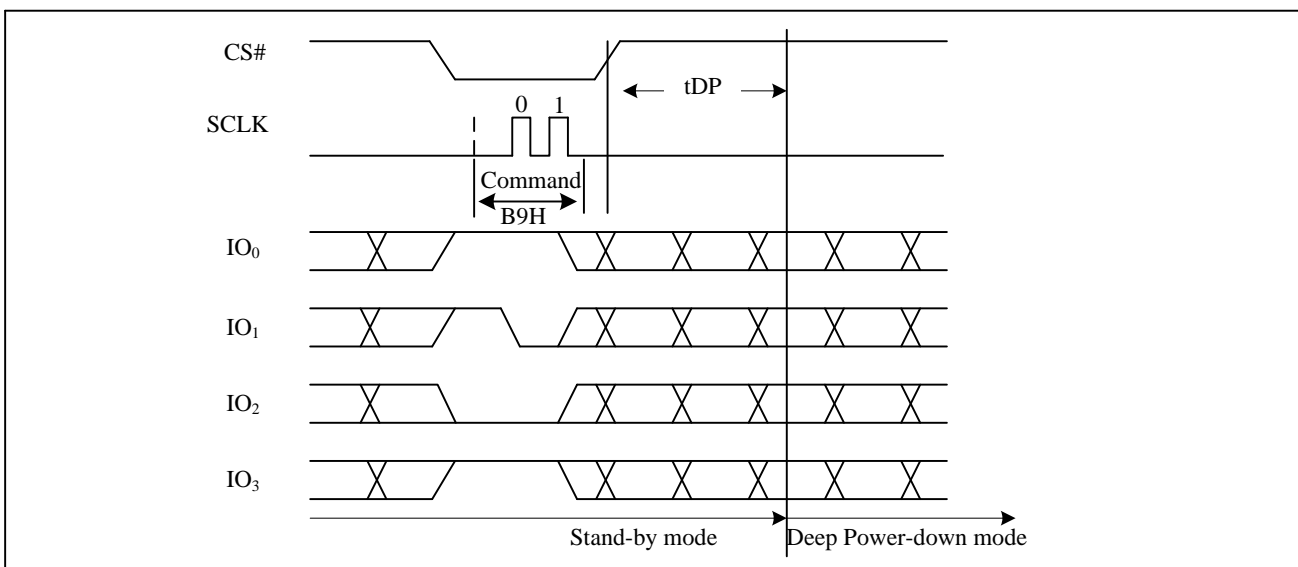 CS#
tDP
0 1
SCLK
Command
B9H
IO₀
IO₁
IO₂
IO₃
Stand-by mode
Deep Power-down mode